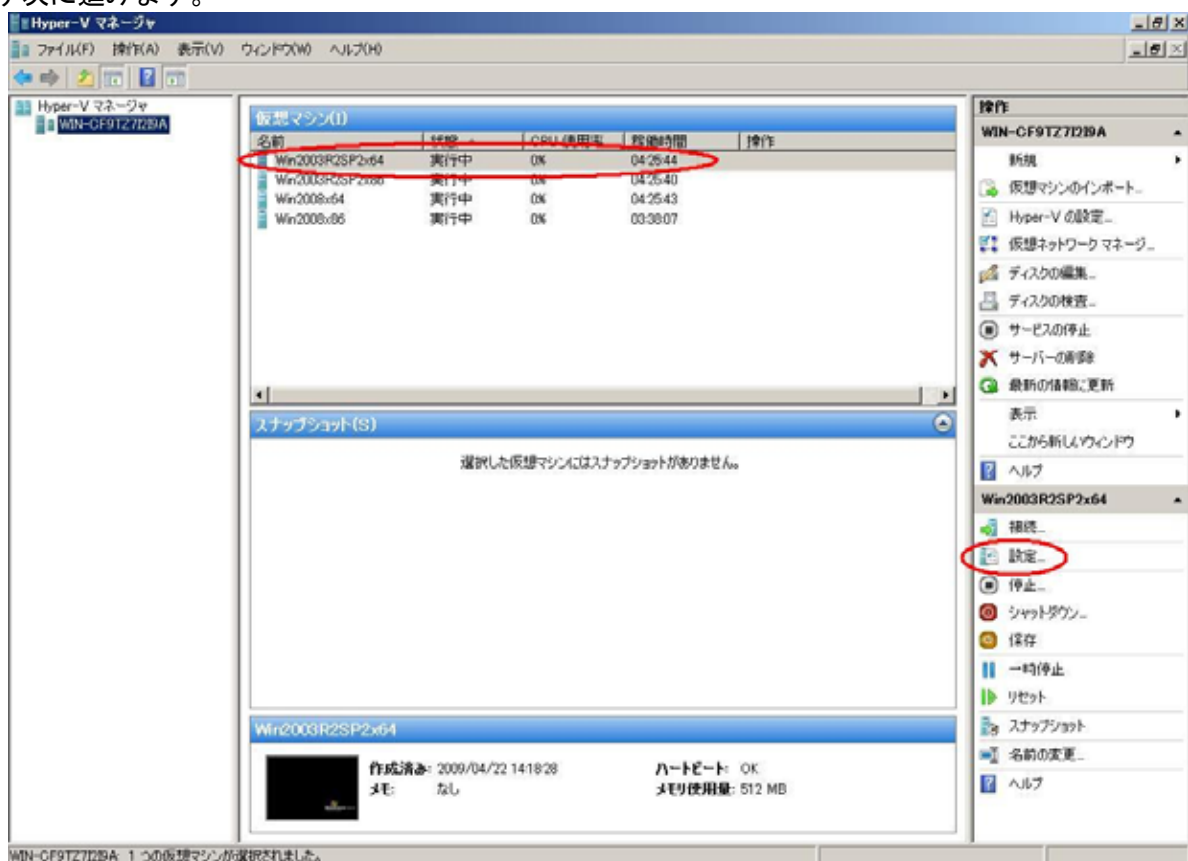 次に進みます。
Hyper-V マネージャ
ファイル(F) 操作(A) 表示(V) ウィンドウ(W) ヘルプ(H)
Hyper-V マネージャ
WIN-CF9TZ7I2I9A
仮想マシン(I)
名前 状態 CPU 使用率 稼働時間 操作
Win2003R2SP2x64 実行中 0% 04:25:44
Win2003R2SP2x86 実行中 0% 04:25:40
Win2008x64 実行中 0% 04:25:43
Win2008x86 実行中 0% 03:38:07
スナップショット(S)
選択した仮想マシンにはスナップショットがありません。
Win2003R2SP2x64
作成済み: 2009/04/22 14:18:28 ハートビート: OK
メモ: なし メモリ使用量: 512 MB
操作
WIN-CF9TZ7I2I9A
新規
仮想マシンのインポート...
Hyper-V の設定...
仮想ネットワーク マネージ...
ディスクの編集...
ディスクの検査...
サービスの停止
サーバーの削除
最新の情報に更新
表示
ここから新しいウィンドウ
ヘルプ
Win2003R2SP2x64
接続...
設定...
停止...
シャットダウン...
保存
一時停止
リセット
スナップショット
名前の変更...
ヘルプ
WIN-CF9TZ7I2I9A: 1 つの仮想マシンが選択されました。